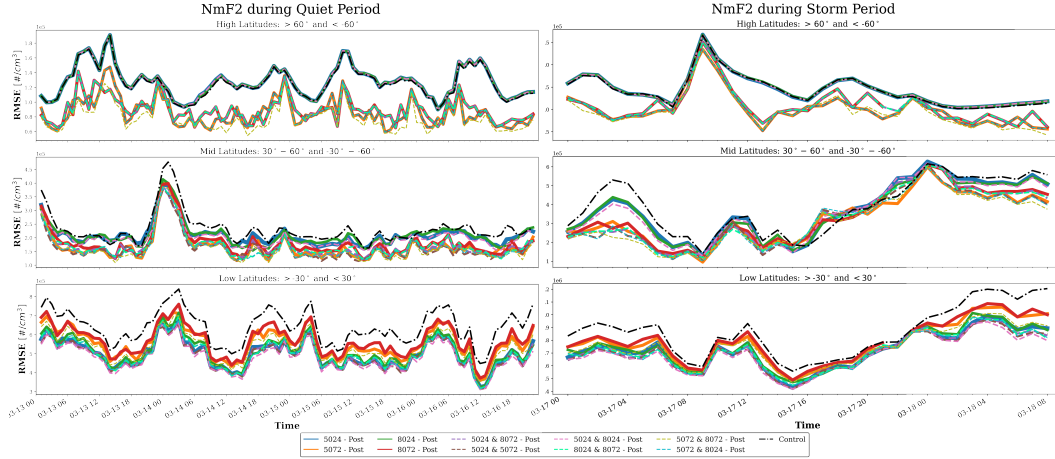 NmF2 during Quiet Period
NmF2 during Storm Period
High Latitudes: > 60° and < -60°
High Latitudes: > 60° and < -60°
RMSE [#/cm³]
Mid Latitudes: 30° − 60° and -30° − -60°
Mid Latitudes: 30° − 60° and -30° − -60°
1e5
RMSE [#/cm³]
Low Latitudes: > -30° and < 30°
Low Latitudes: > -30° and < 30°
RMSE [#/cm³]
03-13 06 03-13 12 03-13 18 03-14 00 03-14 06 03-14 12 03-14 18 03-15 00 03-15 06 03-15 12 03-15 18 03-16 00 03-16 06 03-16 12 03-16 18 03-17 00
03-17 04 03-17 08 03-17 12 03-17 16 03-17 20 03-18 00 03-18 04 03-18 08
Time
Time
5024 - Post 8024 - Post 5024 & 8072 - Post 5024 & 8024 - Post 5072 & 8072 - Post Control
5072 - Post 8072 - Post 5024 & 5072 - Post 8024 & 8072 - Post 5072 & 8024 - Post